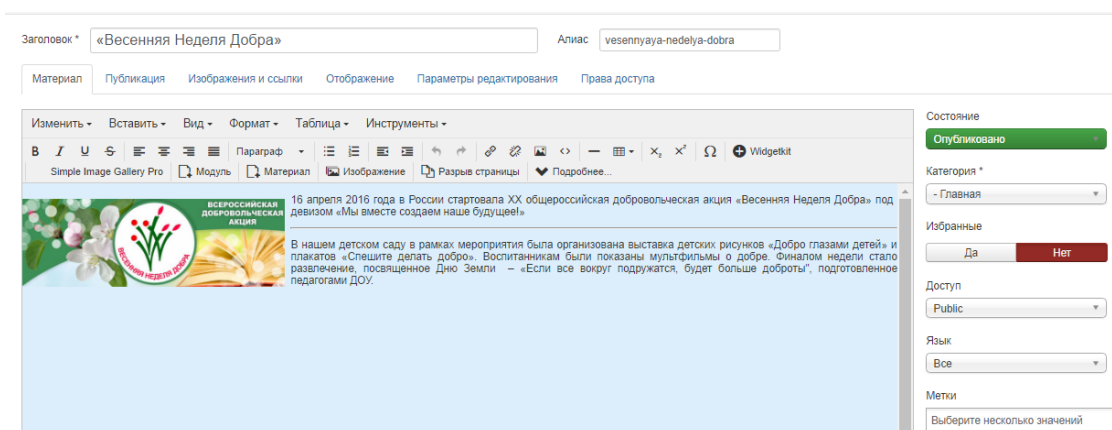 Заголовок * «Весенняя Неделя Добра» Алиас vesennyaya-nedelya-dobra
Материал Публикация Изображения и ссылки Отображение Параметры редактирования Права доступа
Изменить Вставить Вид Формат Таблица Инструменты
B I U S Параграф X₂ X² Ω Widgetkit
Simple Image Gallery Pro Модуль Материал Изображение Разрыв страницы Подробнее...
ВСЕРОССИЙСКАЯ
ДОБРОВОЛЬЧЕСКАЯ
АКЦИЯ
ВЕСЕННЯЯ НЕДЕЛЯ ДОБРА
16 апреля 2016 года в России стартовала XX общероссийская добровольческая акция «Весенняя Неделя Добра» под
девизом «Мы вместе создаем наше будущее!»
В нашем детском саду в рамках мероприятия была организована выставка детских рисунков «Добро глазами детей» и
плакатов «Спешите делать добро». Воспитанникам были показаны мультфильмы о добре. Финалом недели стало
развлечение, посвященное Дню Земли – «Если все вокруг подружатся, будет больше доброты", подготовленное
педагогами ДОУ.
Состояние
Опубликовано
Категория *
- Главная
Избранные
Да Нет
Доступ
Public
Язык
Все
Метки
Выберите несколько значений